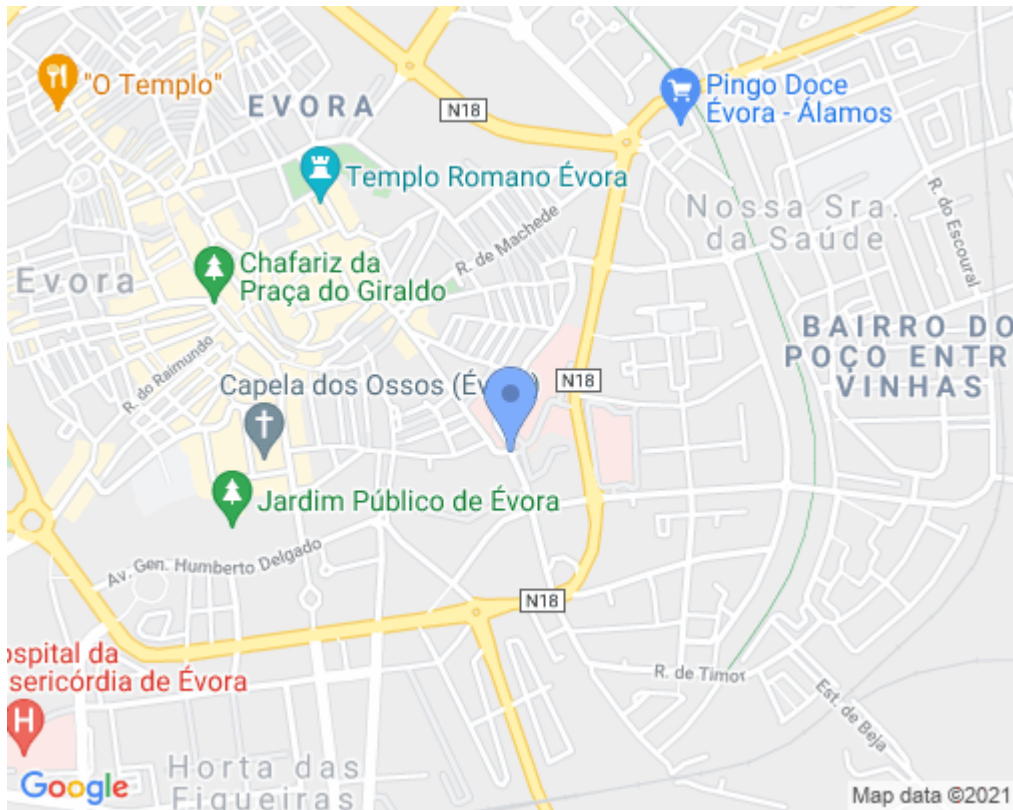 "O Templo"
EVORA
N18
Pingo Doce
Évora - Álamos
Templo Romano Évora
Nossa Sra.
da Saúde
R. do Escoural
R. de Machede
Evora
Chafariz da
Praça do Giraldo
BAIRRO DO
POÇO ENTR
VINHAS
R. do Raimundo
Capela dos Ossos (Év
N18
Jardim Público de Évora
Av. Gen. Humberto Delgado
N18
ospital da
isericórdia de Évora
H
R. de Timor
Est. de Beja
Horta das
Figueiras
Google
Map data ©2021